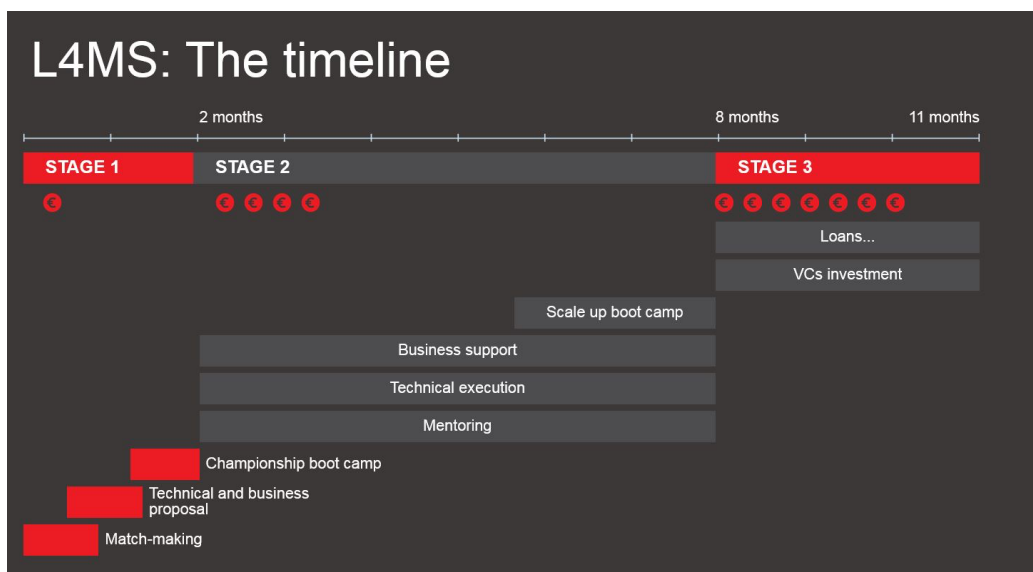 L4MS: The timeline
2 months
8 months
11 months
STAGE 1
STAGE 2
STAGE 3
€
€ € € €
€ € € € € € €
Loans...
VCs investment
Scale up boot camp
Business support
Technical execution
Mentoring
Championship boot camp
Technical and business
proposal
Match-making